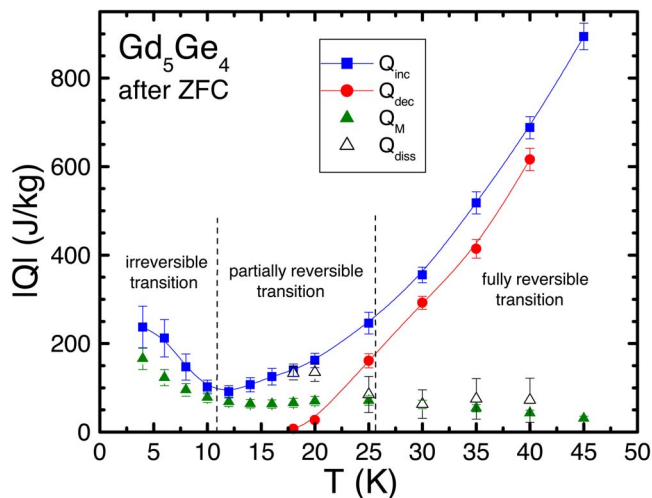 Gd5Ge4
after ZFC
Qinc
Qdec
QM
Qdiss
irreversible
transition
partially reversible
transition
fully reversible
transition
|Q| (J/kg)
800
600
400
200
0
0 5 10 15 20 25 30 35 40 45 50
T (K)